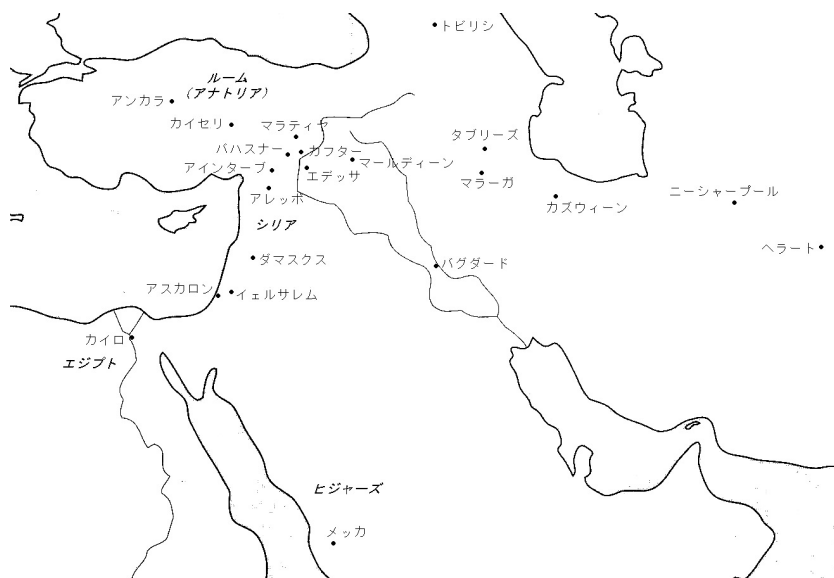 トビリシ
ルーム
(アナトリア)
アンカラ
カイセリ
マラティヤ
タブリーズ
バハスナー
カフター
マールディーン
アインターブ
エデッサ
マラーガ
アレッポ
カズウィーン
ニーシャープール
シリア
ヘラート
ダマスクス
バグダード
アスカロン
イェルサレム
カイロ
エジプト
ヒジャーズ
メッカ